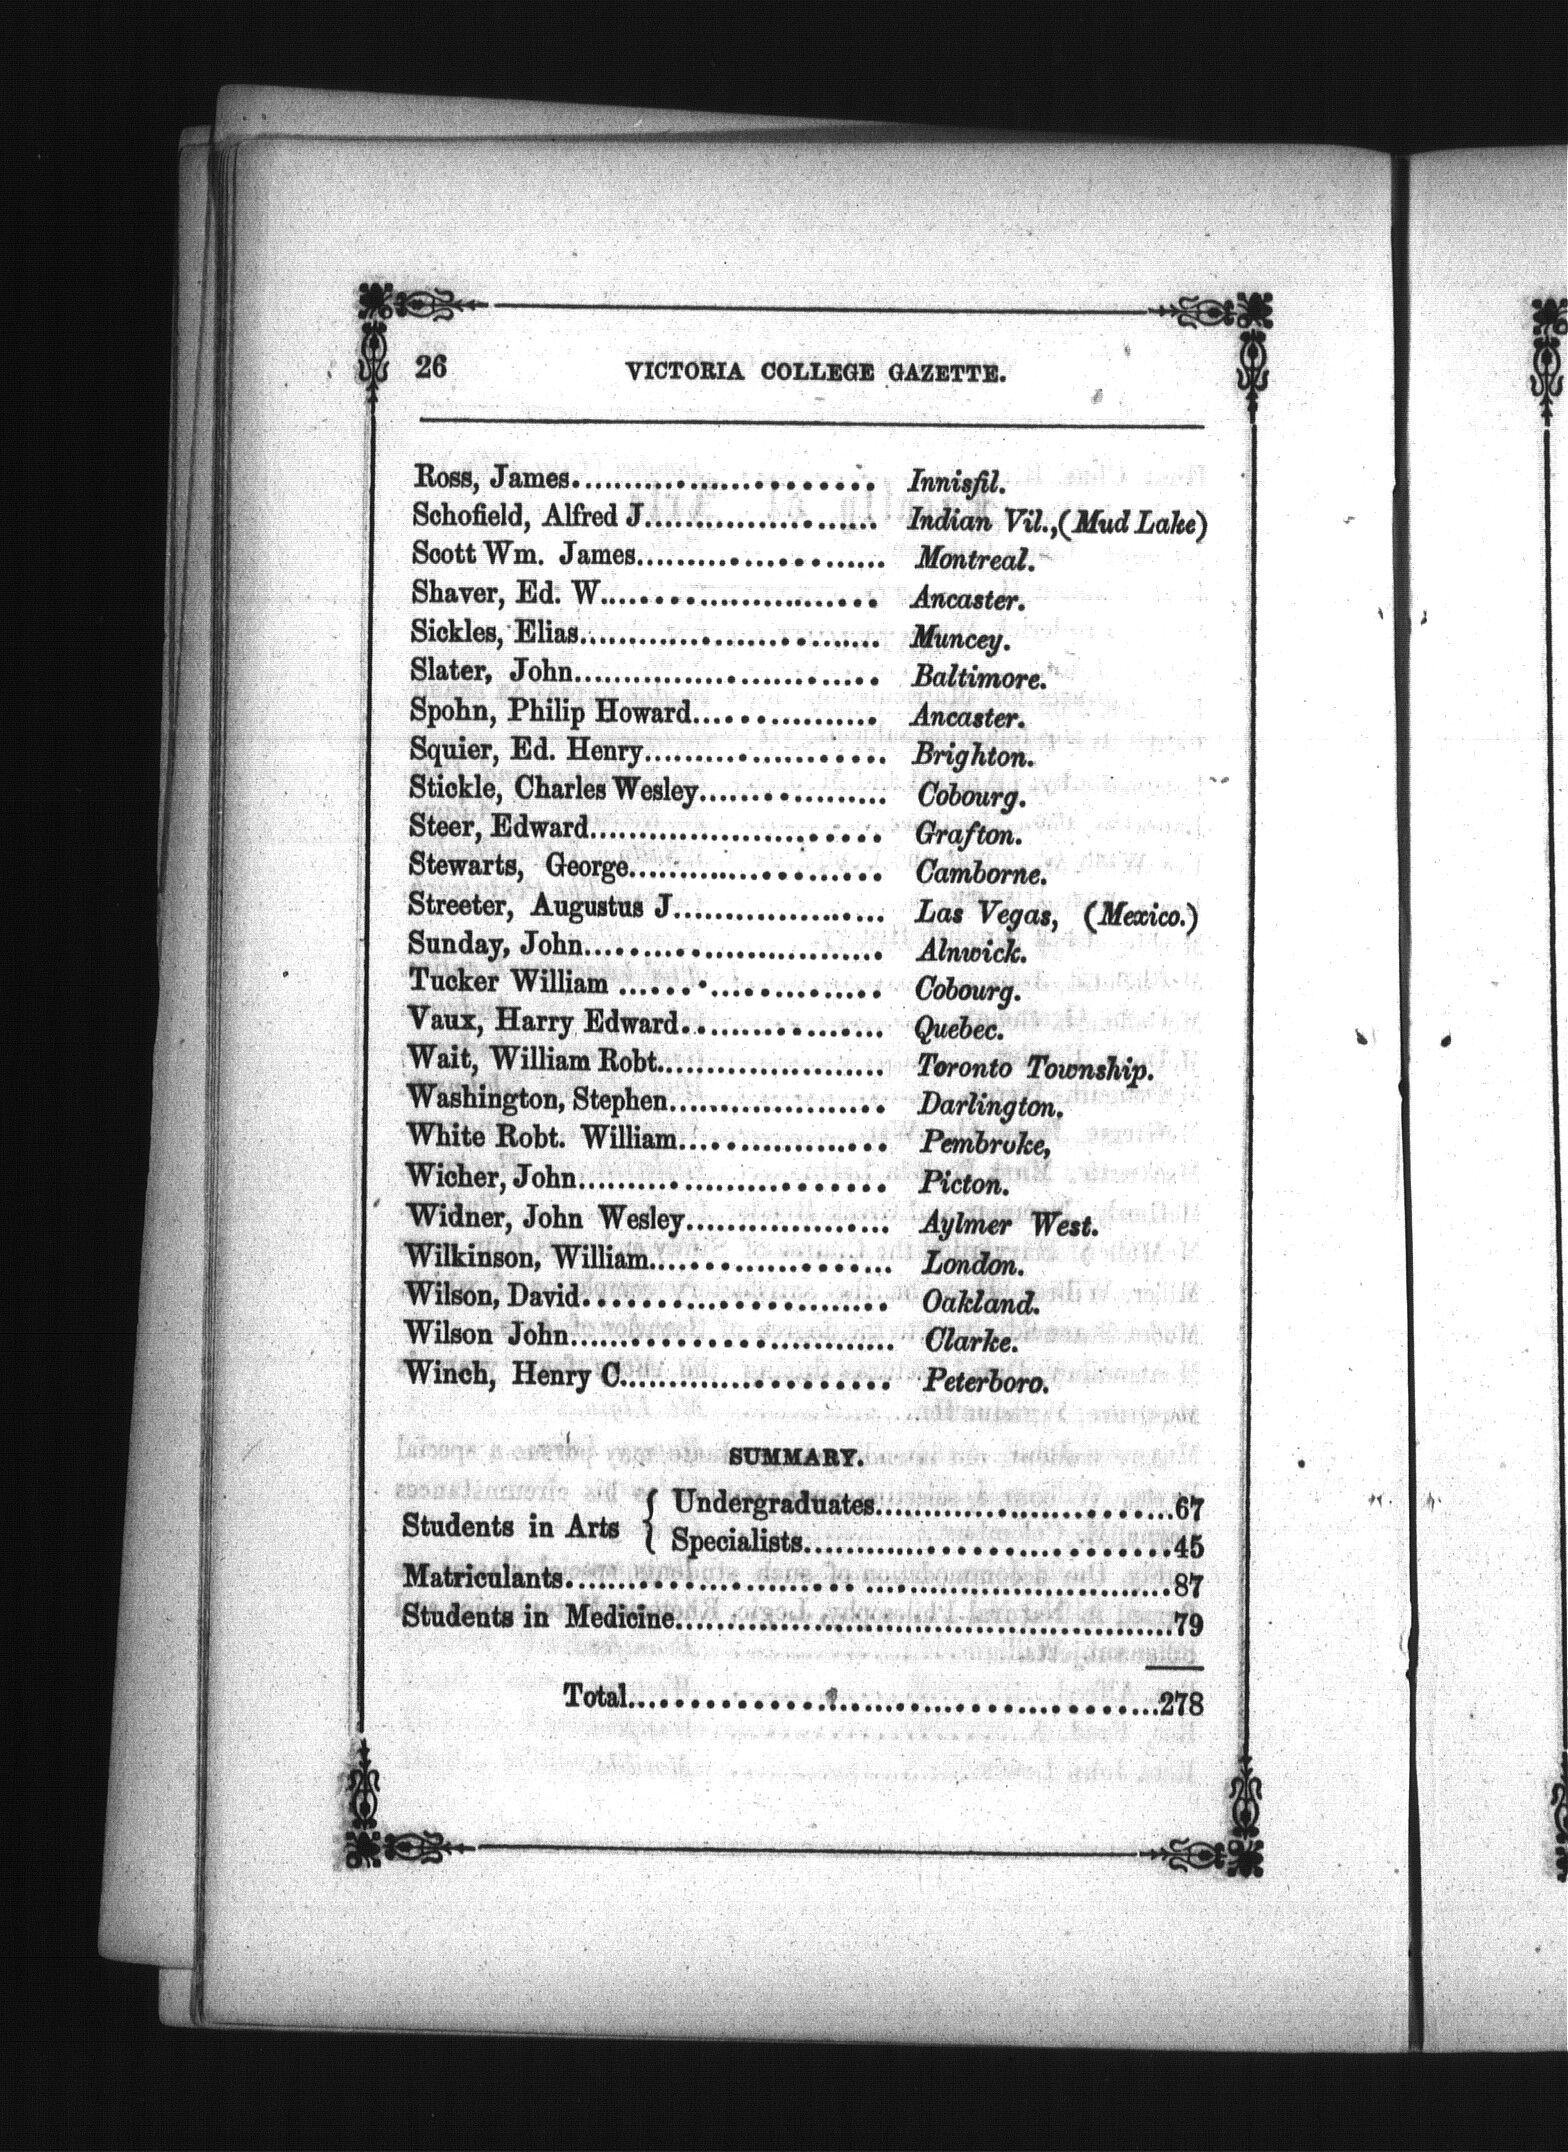 26 VICTORIA COLLEGE GAZETTE.
Ross, James........................ Innisfil.
Schofield, Alfred J...................... Indian Vil.,(Mud Lake)
Scott Wm. James...................... Montreal.
Shaver, Ed. W........................ Ancaster.
Sickles, Elias........................ Muncey.
Slater, John........................ Baltimore.
Spohn, Philip Howard............... Ancaster.
Squier, Ed. Henry.................... Brighton.
Stickle, Charles Wesley................ Cobourg.
Steer, Edward........................ Grafton.
Stewarts, George...................... Camborne.
Streeter, Augustus J................... Las Vegas, (Mexico.)
Sunday, John........................ Alnwick.
Tucker William ..................... Cobourg.
Vaux, Harry Edward................. Quebec.
Wait, William Robt.................... Toronto Township.
Washington, Stephen................... Darlington.
White Robt. William.................. Pembroke,
Wicher, John........................ Picton.
Widner, John Wesley.................. Aylmer West.
Wilkinson, William.................... London.
Wilson, David........................ Oakland.
Wilson John.......................... Clarke.
Winch, Henry C...................... Peterboro.
SUMMARY.
Students in Arts { Undergraduates........................67
Specialists..............................45
Matriculants................................................87
Students in Medicine........................................79
Total..........................................278